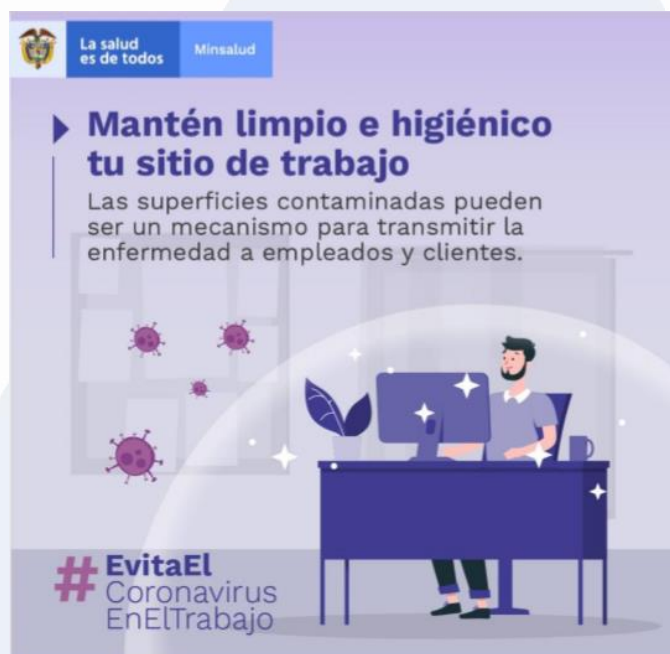 La salud
es de todos
Minsalud
Mantén limpio e higiénico
tu sitio de trabajo
Las superficies contaminadas pueden
ser un mecanismo para transmitir la
enfermedad a empleados y clientes.
#EvitaEl
Coronavirus
EnElTrabajo